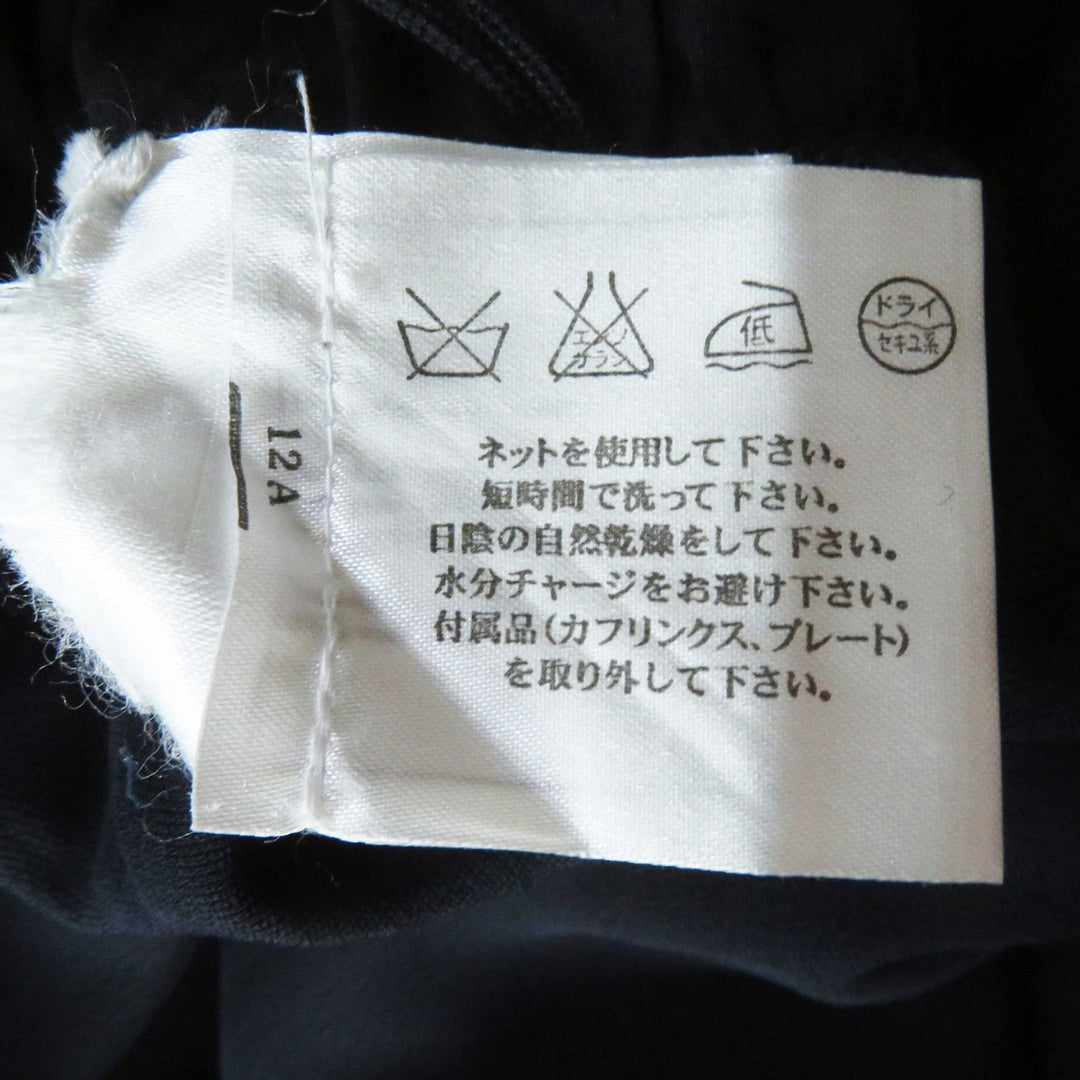 エンソ
カラン
低
ドライ
セキユ系
12A
ネットを使用して下さい。
短時間で洗って下さい。
日陰の自然乾燥をして下さい。
水分チャージをお避け下さい。
付属品(カフリンクス、プレート)
を取り外して下さい。